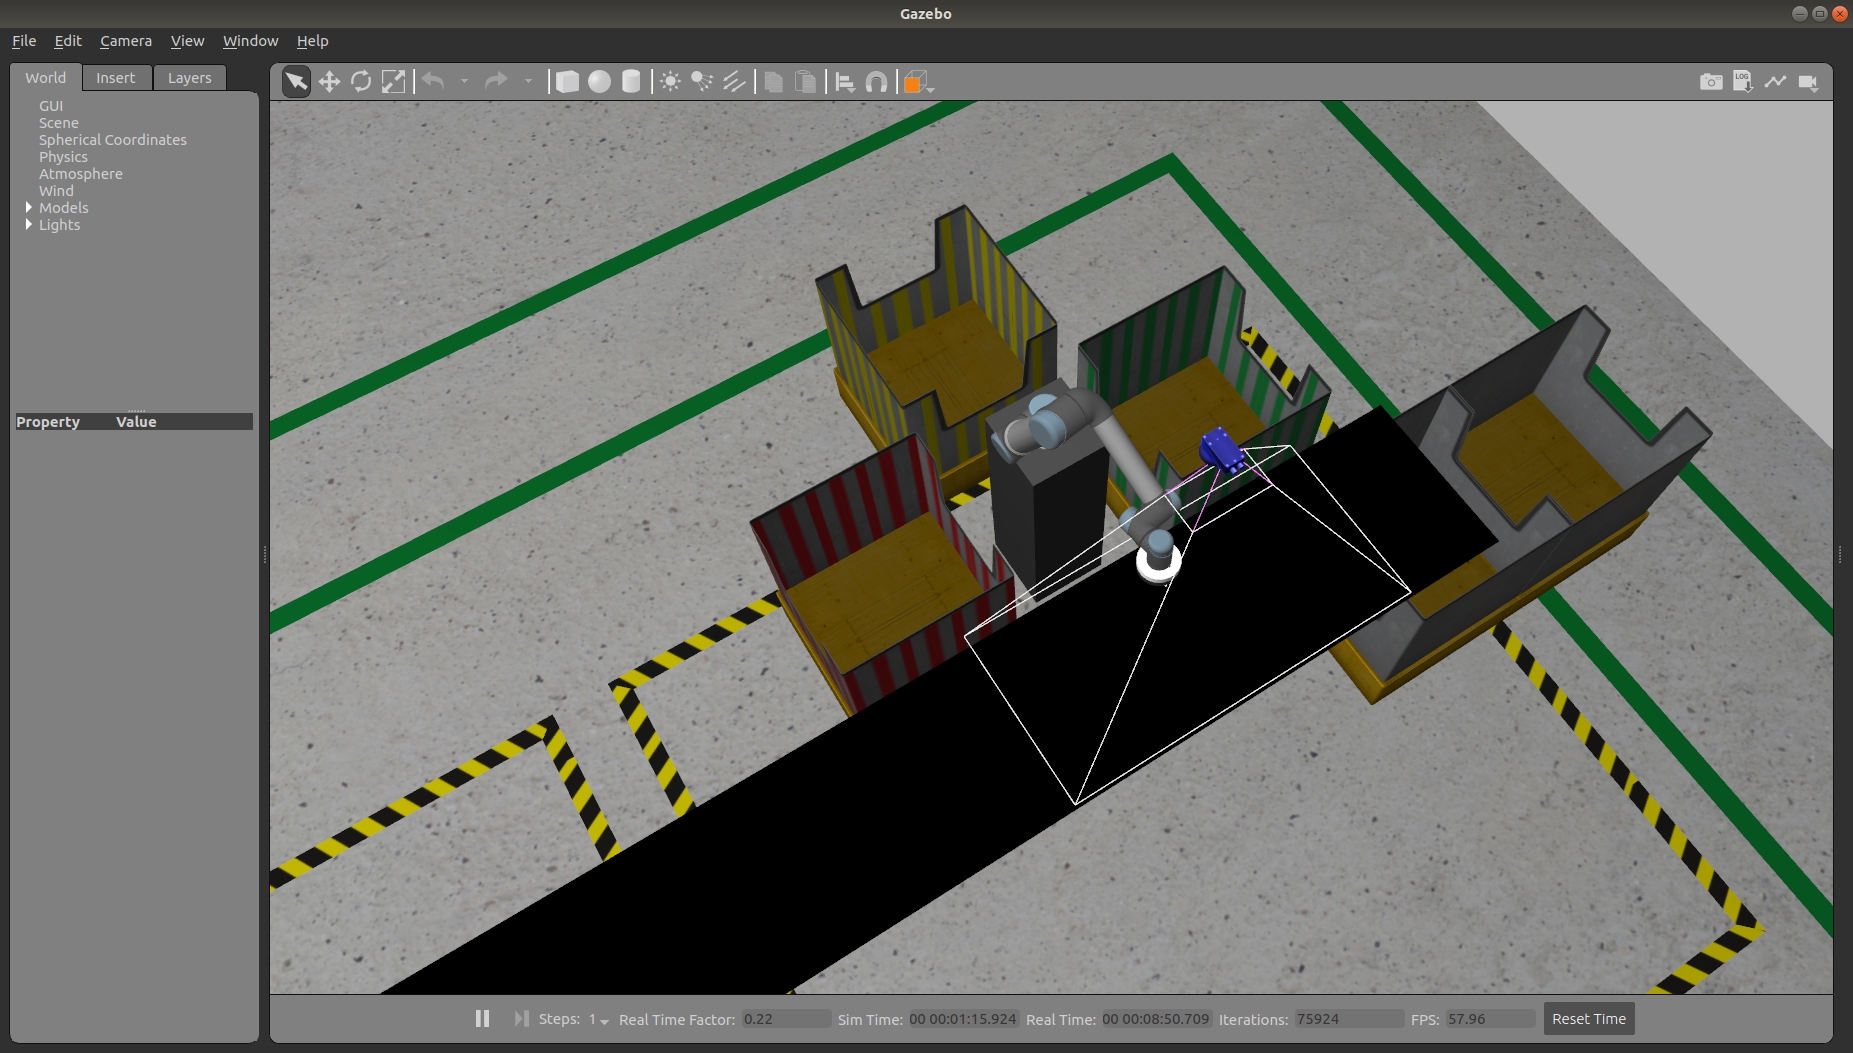 Gazebo
File Edit Camera View Window Help
World Insert Layers
GUI
Scene
Spherical Coordinates
Physics
Atmosphere
Wind
Models
Lights
Property Value
LOG
Steps: 1 Real Time Factor: 0.22 Sim Time: 00 00:01:15.924 Real Time: 00 00:08:50.709 Iterations: 75924 FPS: 57.96 Reset Time